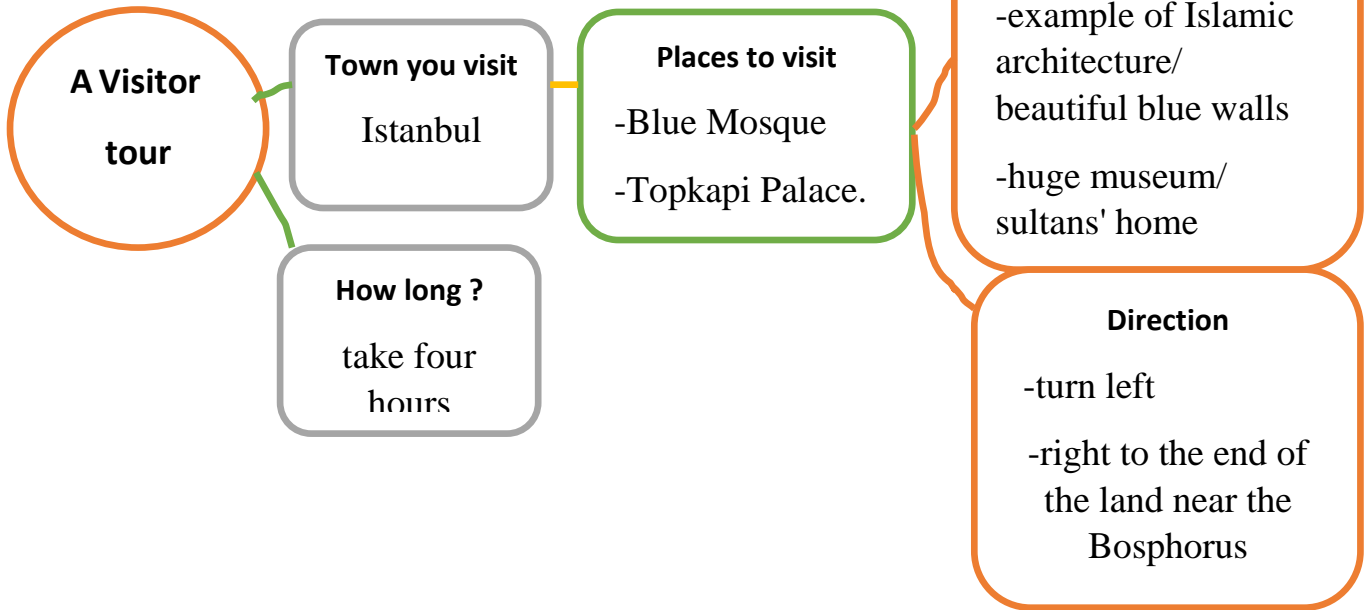 A Visitor
tour
Town you visit
Istanbul
How long ?
take four
hours
Places to visit
-Blue Mosque
-Topkapi Palace.
-example of Islamic
architecture/
beautiful blue walls
-huge museum/
sultans' home
Direction
-turn left
-right to the end of
the land near the
Bosphorus